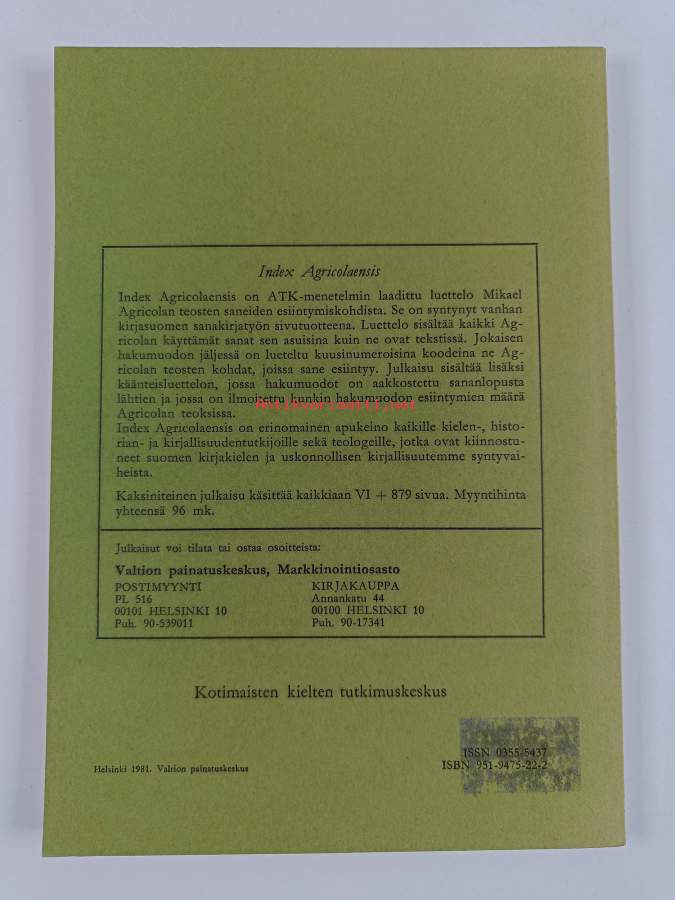 Index Agricolaensis
Index Agricolaensis on ATK-menetelmin laadittu luettelo Mikael
Agricolan teosten saneiden esiintymiskohdista. Se on syntynyt vanhan
kirjasuomen sanakirjatyön sivutuotteena. Luettelo sisältää kaikki Ag-
ricolan käyttämät sanat sen asuisina kuin ne ovat tekstissä. Jokaisen
hakumuodon jäljessä on lueteltu kuusinumeroisina koodeina ne Ag-
ricolan teosten kohdat, joissa sane esiintyy. Julkaisu sisältää lisäksi
käänteisluettelon, jossa hakumuodot on aakkostettu sananlopusta
lähtien ja jossa on ilmoitettu kunkin hakumuodon esiintymien määrä
Antikvariaatti.net
Agricolan teoksissa.
Index Agricolaensis on erinomainen apukeino kaikille kielen-, histo-
rian- ja kirjallisuudentutkijoille sekä teologeille, jotka ovat kiinnostu-
neet suomen kirjakielen ja uskonnollisen kirjallisuutemme syntyvai-
heista.
Kaksiniteinen julkaisu käsittää kaikkiaan VI + 879 sivua. Myyntihinta
yhteensä 96 mk.
Julkaisut voi tilata tai ostaa osoitteista:
Valtion painatuskeskus, Markkinointiosasto
POSTIMYYNTI
PL 516
00101 HELSINKI 10
Puh. 90-539011
KIRJAKAUPPA
Annankatu 44
00100 HELSINKI 10
Puh. 90-17341
Kotimaisten kielten tutkimuskeskus
ISSN 0355-5437
ISBN 951-9475-22-2
Helsinki 1981. Valtion painatuskeskus